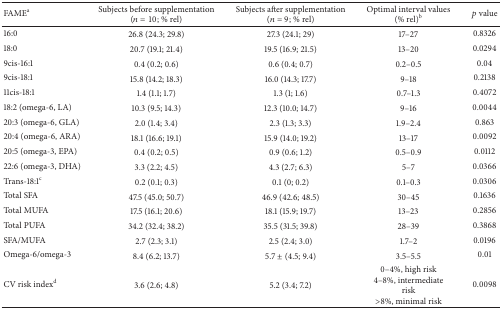 FAMEᵃ Subjects before supplementation (n = 10; % rel) Subjects after supplementation (n = 9; % rel) Optimal interval values (% rel)ᵇ p value
16:0 26.8 (24.3; 29.8) 27.3 (24.1; 29) 17–27 0.8326
18:0 20.7 (19.1; 21.4) 19.5 (16.9; 21.5) 13–20 0.0294
9cis-16:1 0.4 (0.2; 0.6) 0.6 (0.4; 0.7) 0.2–0.5 0.04
9cis-18:1 15.8 (14.2; 18.3) 16.0 (14.3; 17.7) 9–18 0.2138
11cis-18:1 1.4 (1.1; 1.7) 1.3 (1; 1.6) 0.7–1.3 0.4072
18:2 (omega-6, LA) 10.3 (9.5; 14.3) 12.3 (10.0; 14.7) 9–16 0.0044
20:3 (omega-6, GLA) 2.0 (1.4; 3.4) 2.3 (1.3; 3.3) 1.9–2.4 0.863
20:4 (omega-6, ARA) 18.1 (16.6; 19.1) 15.9 (14.0; 19.2) 13–17 0.0092
20:5 (omega-3, EPA) 0.4 (0.2; 0.5) 0.9 (0.6; 1.2) 0.5–0.9 0.0112
22:6 (omega-3, DHA) 3.3 (2.2; 4.5) 4.3 (2.7; 6.3) 5–7 0.0366
Trans-18:1ᶜ 0.2 (0.1; 0.3) 0.1 (0; 0.2) 0.1–0.3 0.0306
Total SFA 47.5 (45.0; 50.7) 46.9 (42.6; 48.5) 30–45 0.1636
Total MUFA 17.5 (16.1; 20.6) 18.1 (15.9; 19.7) 13–23 0.2856
Total PUFA 34.2 (32.4; 38.2) 35.5 (31.5; 39.8) 28–39 0.3868
SFA/MUFA 2.7 (2.3; 3.1) 2.5 (2.4; 3.0) 1.7–2 0.0196
Omega-6/omega-3 8.4 (6.2; 13.7) 5.7 ± (4.5; 9.4) 3.5–5.5 0.01
CV risk indexᵈ 3.6 (2.6; 4.8) 5.2 (3.4; 7.2) 0–4%, high risk 4–8%, intermediate risk >8%, minimal risk 0.0098